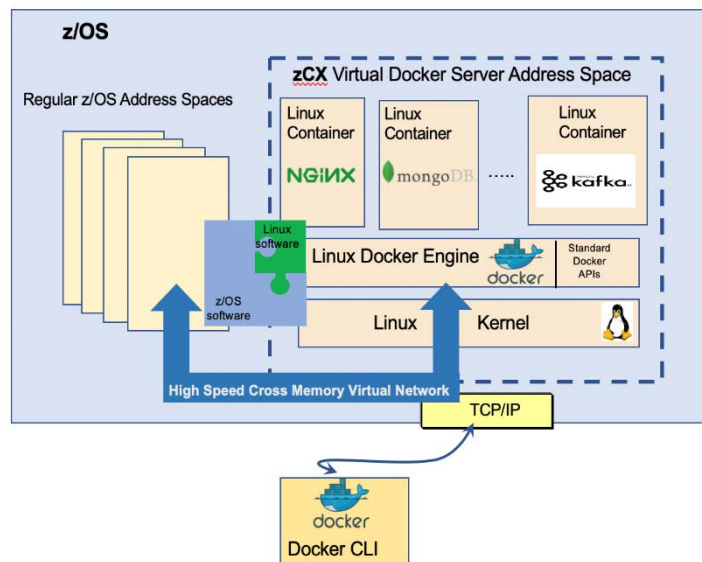 z/OS
zCX Virtual Docker Server Address Space
Regular z/OS Address Spaces
Linux
Container
NGINX
Linux
Container
mongoDB
.....
Linux
Container
kafka
Linux
software
z/OS
software
Linux Docker Engine
docker
Standard
Docker
APIs
Linux Kernel
High Speed Cross Memory Virtual Network
TCP/IP
docker
Docker CLI